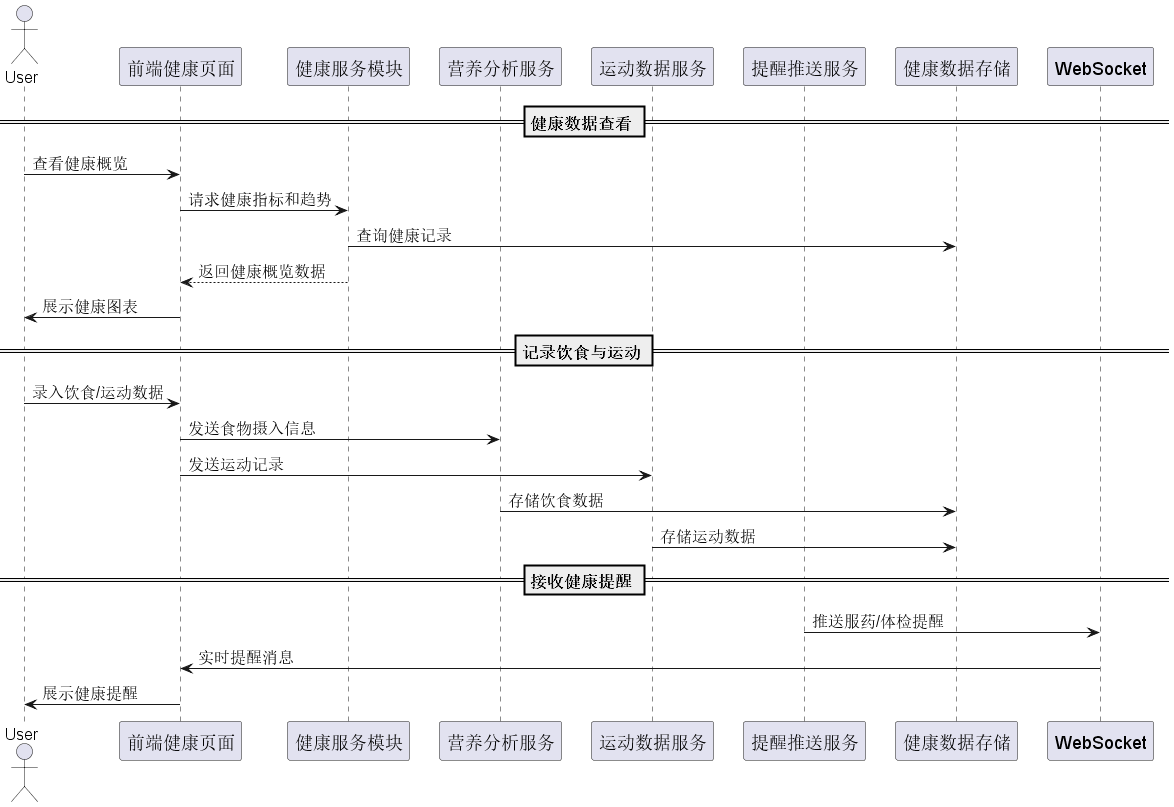 User
前端健康页面
健康服务模块
营养分析服务
运动数据服务
提醒推送服务
健康数据存储
WebSocket
健康数据查看
查看健康概览
请求健康指标和趋势
查询健康记录
返回健康概览数据
展示健康图表
记录饮食与运动
录入饮食/运动数据
发送食物摄入信息
发送运动记录
存储饮食数据
存储运动数据
接收健康提醒
推送服药/体检提醒
实时提醒消息
展示健康提醒
User
前端健康页面
健康服务模块
营养分析服务
运动数据服务
提醒推送服务
健康数据存储
WebSocket